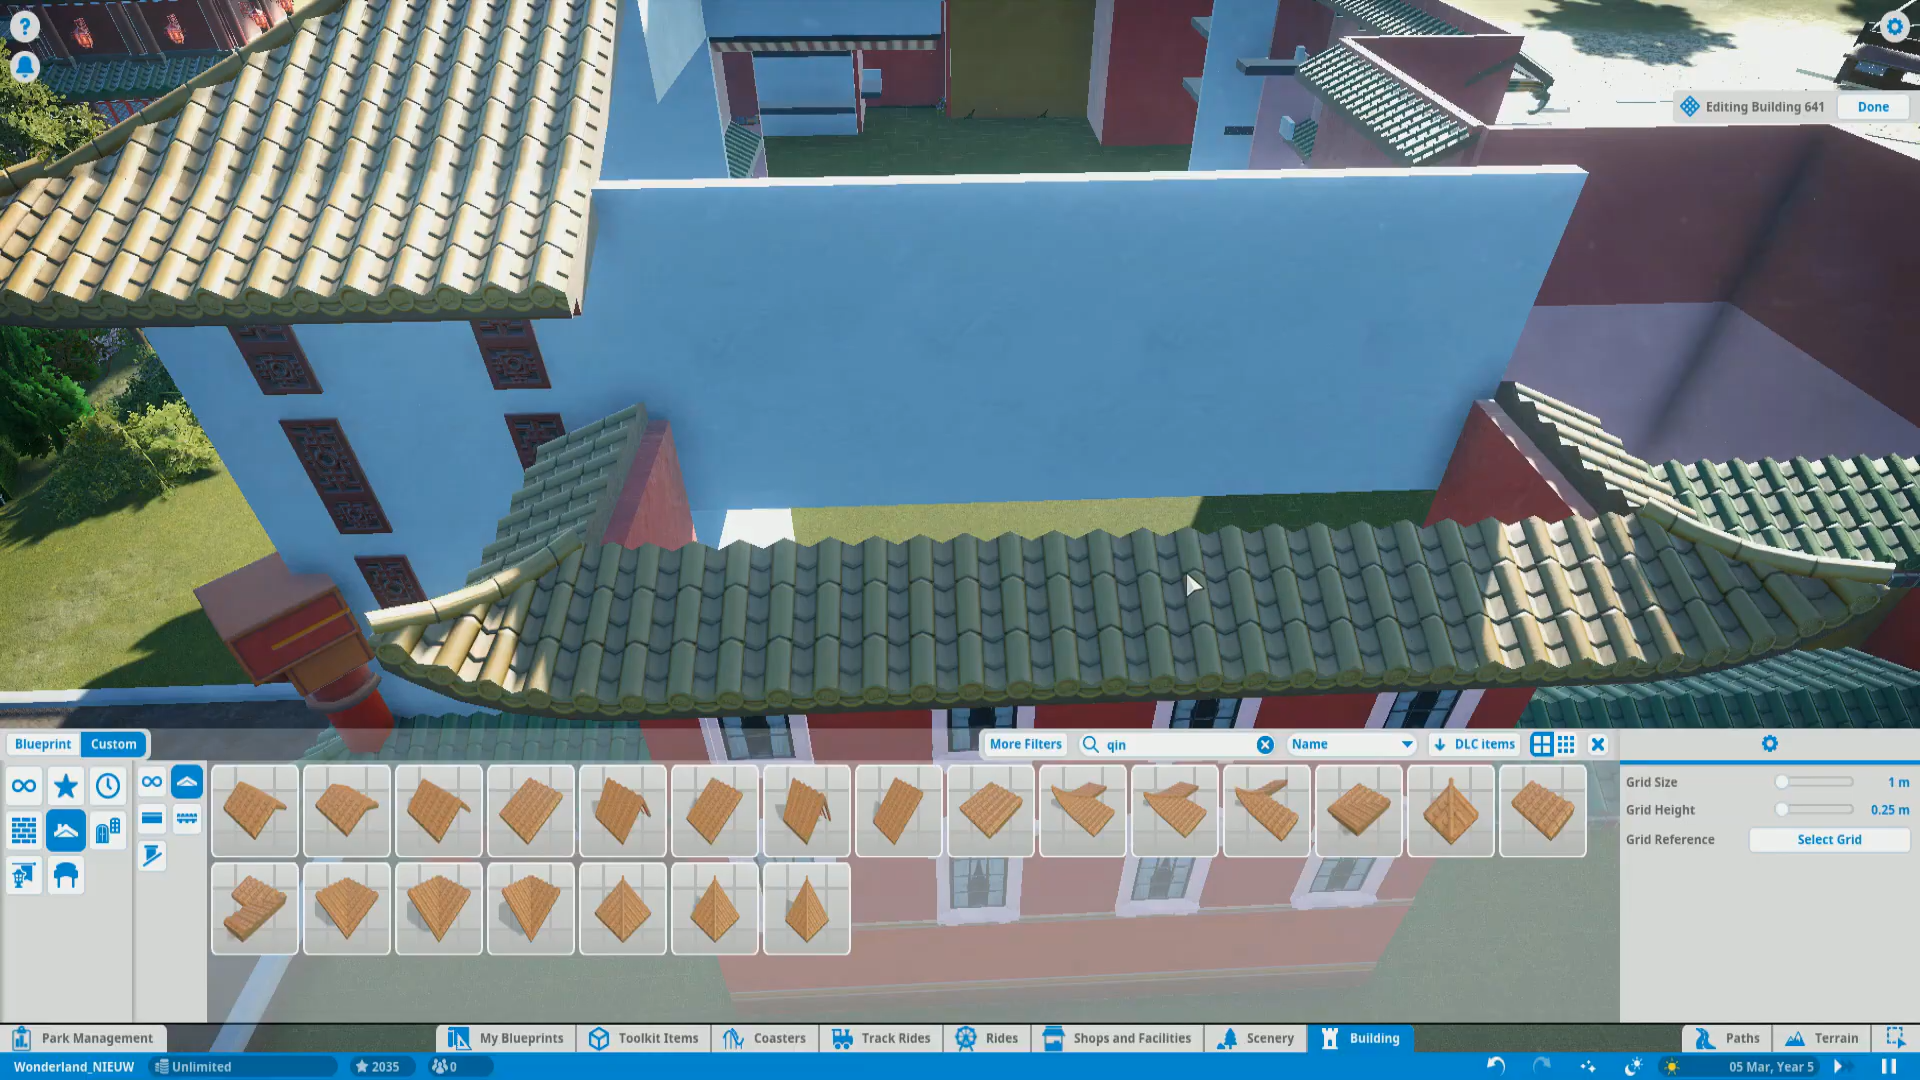 ?
Editing Building 641
Done
Blueprint
Custom
More Filters
qin
Name
DLC items
Grid Size
1 m
Grid Height
0.25 m
Grid Reference
Select Grid
Park Management
My Blueprints
Toolkit Items
Coasters
Track Rides
Rides
Shops and Facilities
Scenery
Building
Paths
Terrain
Wonderland_NIEUW
Unlimited
2035
0
05 Mar, Year 5